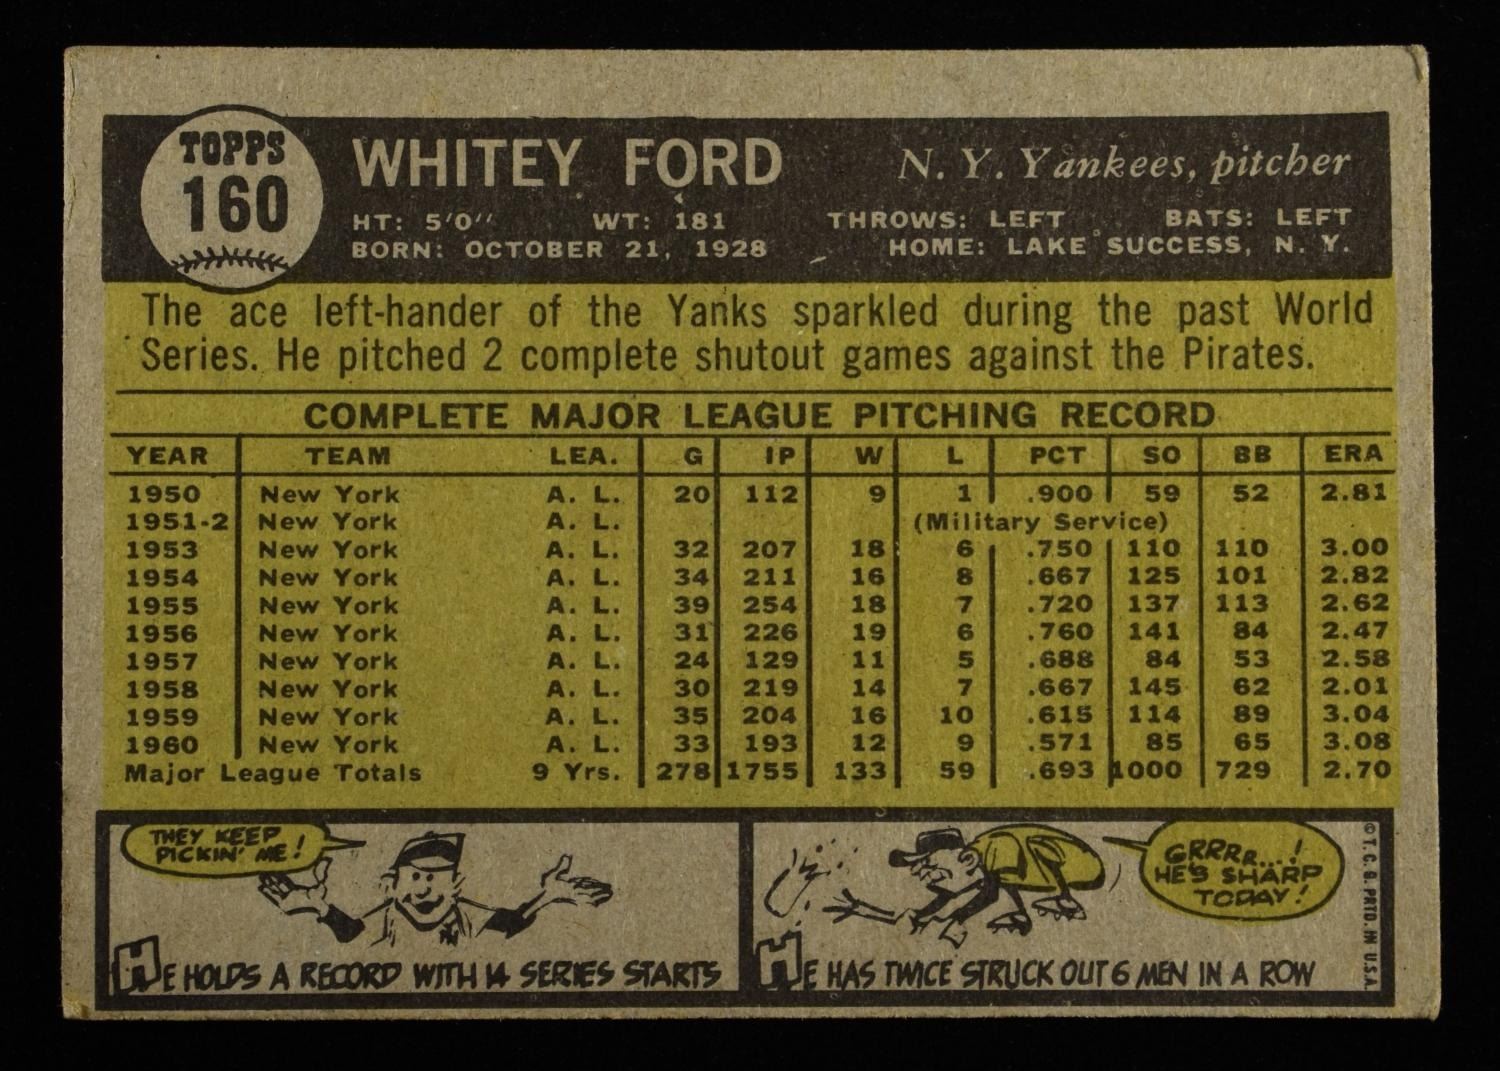 TOPPS
160
WHITEY FORD
N. Y. Yankees, pitcher
HT: 5'0" WT: 181 THROWS: LEFT BATS: LEFT
BORN: OCTOBER 21, 1928 HOME: LAKE SUCCESS, N. Y.
The ace left-hander of the Yanks sparkled during the past World
Series. He pitched 2 complete shutout games against the Pirates.
COMPLETE MAJOR LEAGUE PITCHING RECORD
YEAR TEAM LEA. G IP W L PCT SO BB ERA
1950 New York A. L. 20 112 9 1 .900 59 52 2.81
1951-2 New York A. L. (Military Service)
1953 New York A. L. 32 207 18 6 .750 110 110 3.00
1954 New York A. L. 34 211 16 8 .667 125 101 2.82
1955 New York A. L. 39 254 18 7 .720 137 113 2.62
1956 New York A. L. 31 226 19 6 .760 141 84 2.47
1957 New York A. L. 24 129 11 5 .688 84 53 2.58
1958 New York A. L. 30 219 14 7 .667 145 62 2.01
1959 New York A. L. 35 204 16 10 .615 114 89 3.04
1960 New York A. L. 33 193 12 9 .571 85 65 3.08
Major League Totals 9 Yrs. 278 1755 133 59 .693 1000 729 2.70
THEY KEEP
PICKIN' ME!
HE HOLDS A RECORD WITH 14 SERIES STARTS
GRRRR...!
HE'S SHARP
TODAY!
HE HAS TWICE STRUCK OUT 6 MEN IN A ROW
© T. C. G. PRTD. IN U.S.A.